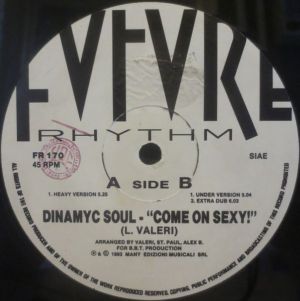 FVTVRE
RHYTHM
FR 170
45 RPM
SIAE
A SIDE B
1. HEAVY VERSION 5.25
1. UNDER VERSION 5.04
2. EXTRA DUB 6.03
DINAMYC SOUL - "COME ON SEXY!"
(L. VALERI)
ARRANGED BY VALERI, ST. PAUL, ALEX B.
FOR B.B.T. PRODUCTION
℗ & © 1993 MANY EDIZIONI MUSICALI SRL
ALL RIGHTS OF THE RECORD PRODUCER AND OF THE OWNER OF THE RECORDED WORK RESERVED. COPYING, PUBLIC PERFORMANCE AND BROADCASTING OF THIS RECORD PROHIBITED